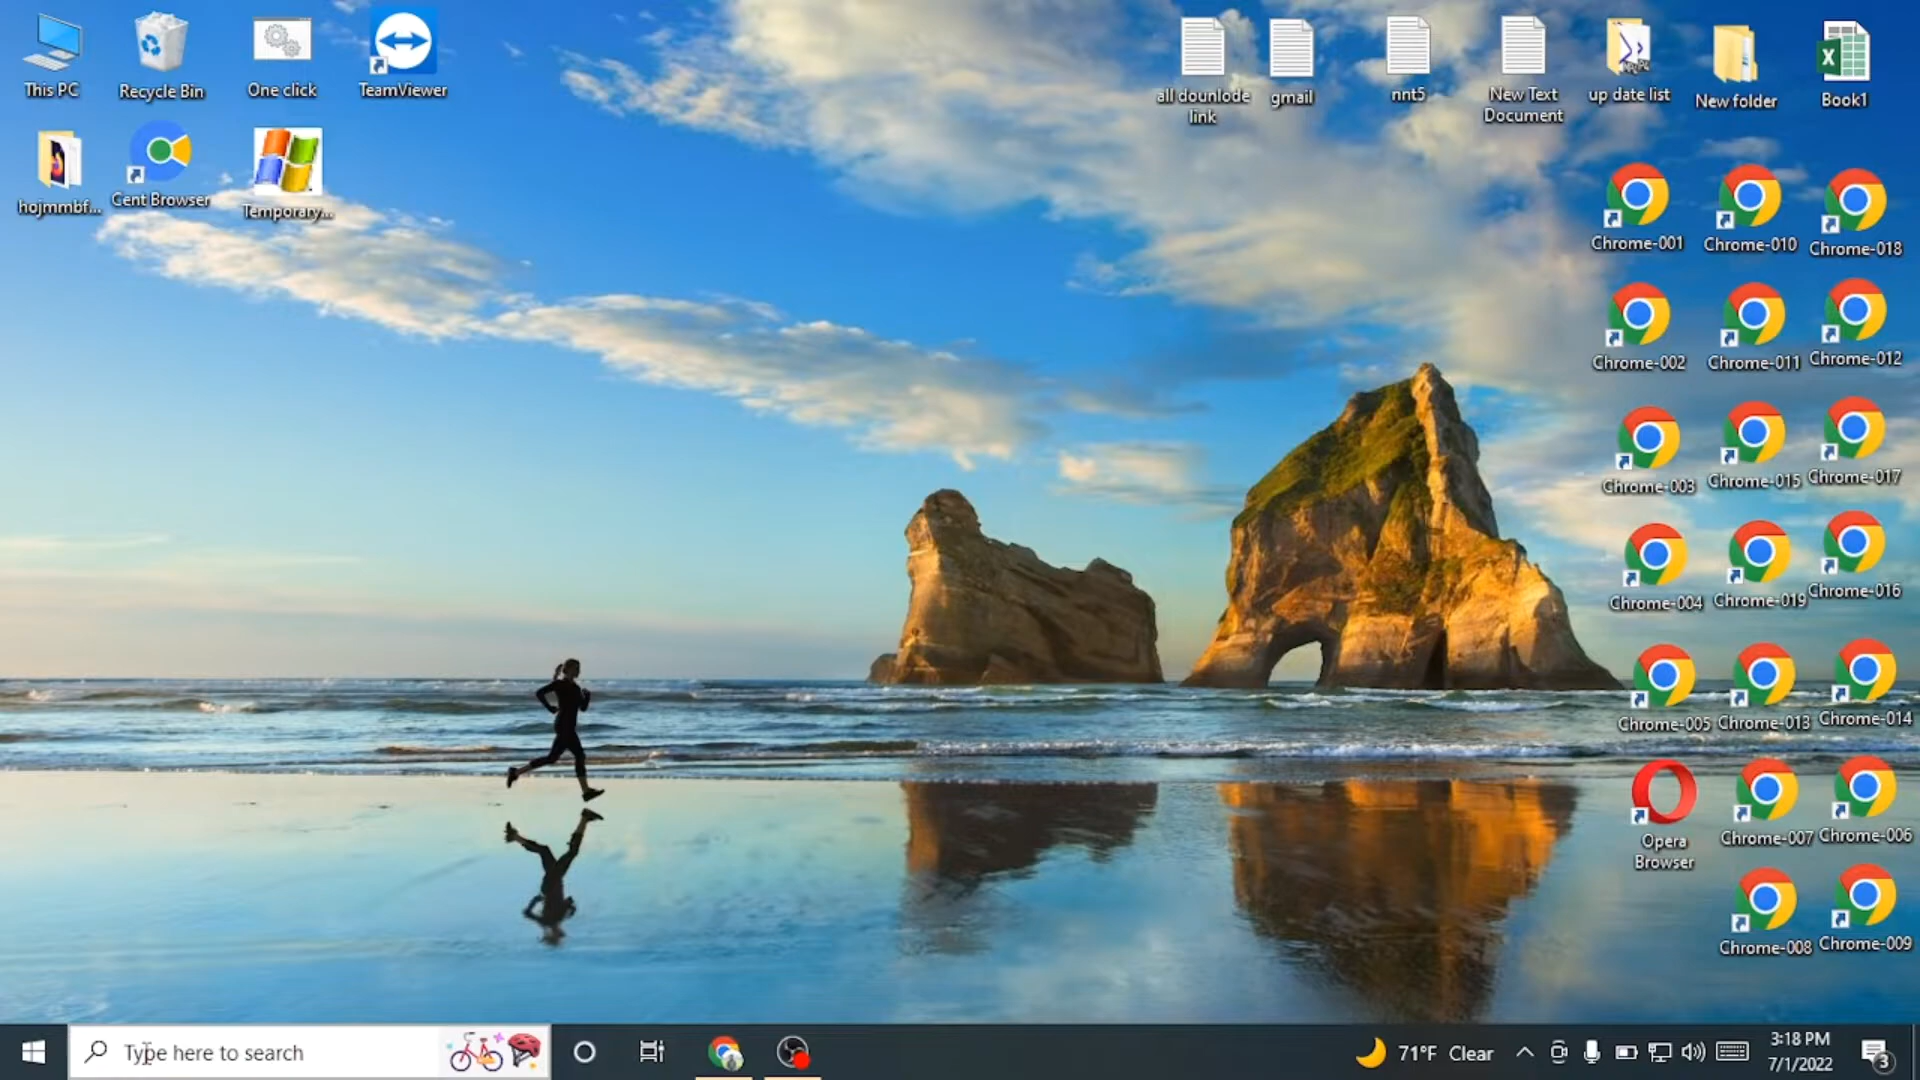 This PC
Recycle Bin
One click
TeamViewer
all dounlode
link
gmail
nnt5
New Text
Document
up date list
New folder
Book1
hojmmbf...
Cent Browser
Temporary...
Chrome-001
Chrome-010
Chrome-018
Chrome-002
Chrome-011
Chrome-012
Chrome-003
Chrome-015
Chrome-017
Chrome-004
Chrome-019
Chrome-016
Chrome-005
Chrome-013
Chrome-014
Opera
Browser
Chrome-007
Chrome-006
Chrome-008
Chrome-009
Type here to search
71°F Clear
3:18 PM
7/1/2022
3